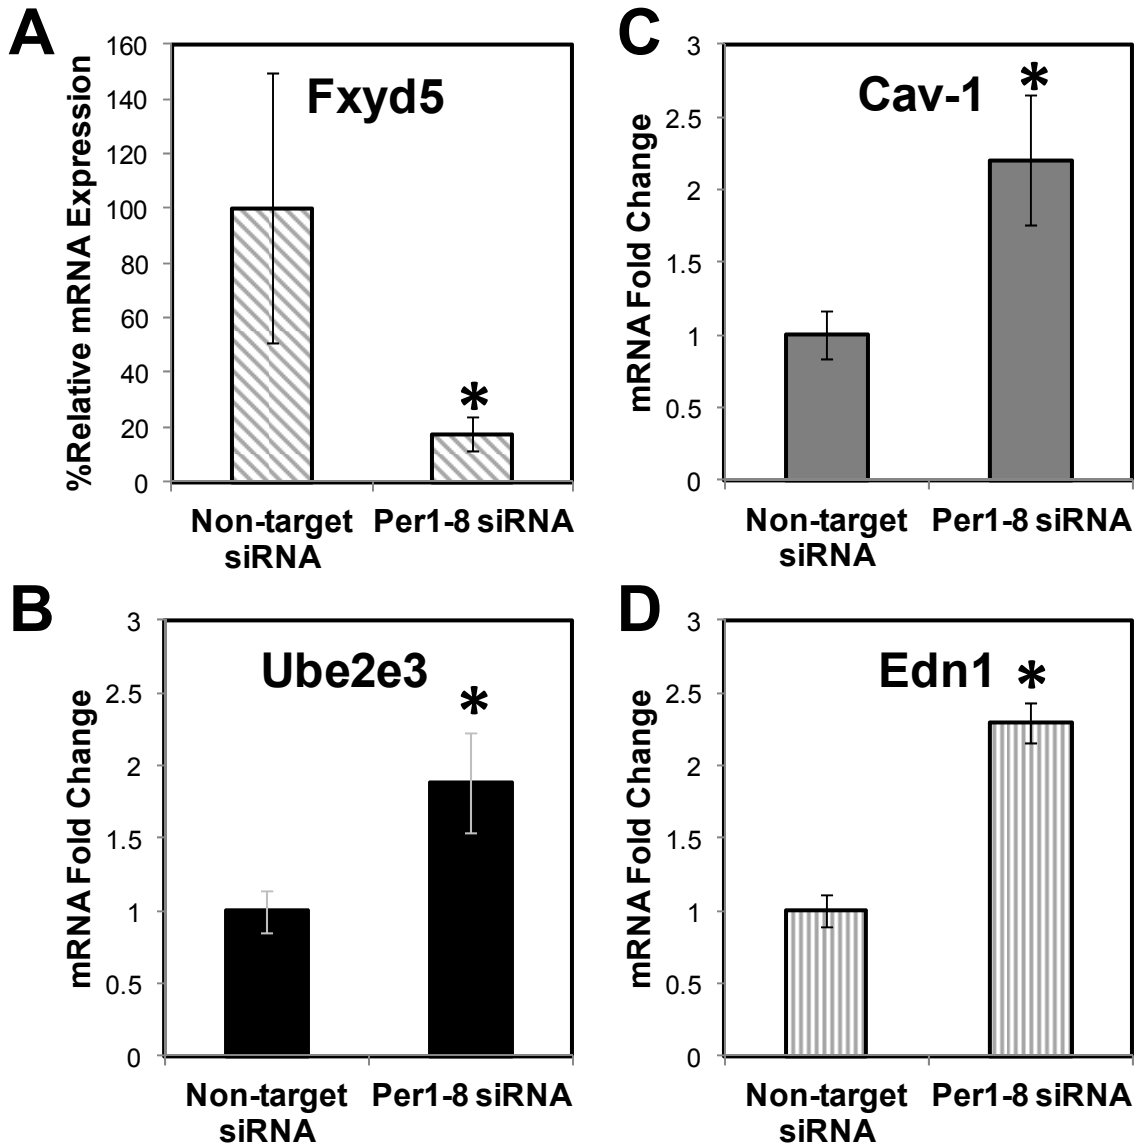 A
%Relative mRNA Expression
160
140
120
100
80
60
40
20
0
Fxyd5
*
Non-target
siRNA
Per1-8 siRNA
C
mRNA Fold Change
3
2.5
2
1.5
1
0.5
0
Cav-1
*
Non-target
siRNA
Per1-8 siRNA
B
mRNA Fold Change
3
2.5
2
1.5
1
0.5
0
Ube2e3
*
Non-target
siRNA
Per1-8 siRNA
D
mRNA Fold Change
3
2.5
2
1.5
1
0.5
0
Edn1
*
Non-target
siRNA
Per1-8 siRNA